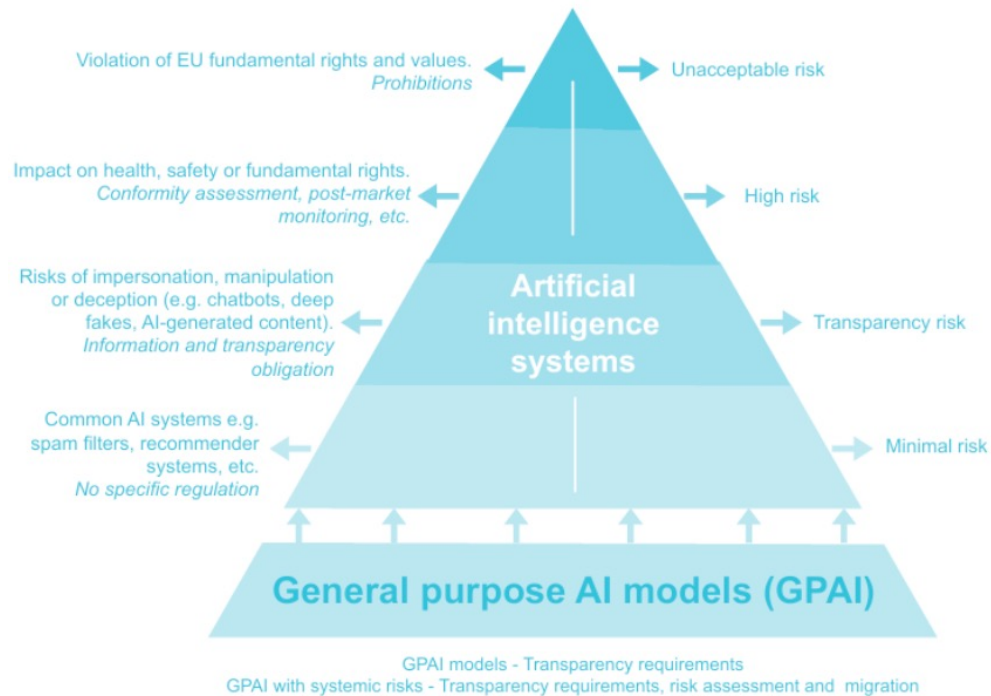 Violation of EU fundamental rights and values.
Prohibitions
Unacceptable risk
Impact on health, safety or fundamental rights.
Conformity assessment, post-market
monitoring, etc.
High risk
Risks of impersonation, manipulation
or deception (e.g. chatbots, deep
fakes, AI-generated content).
Information and transparency
obligation
Artificial
intelligence
systems
Transparency risk
Common AI systems e.g.
spam filters, recommender
systems, etc.
No specific regulation
Minimal risk
General purpose AI models (GPAI)
GPAI models - Transparency requirements
GPAI with systemic risks - Transparency requirements, risk assessment and migration